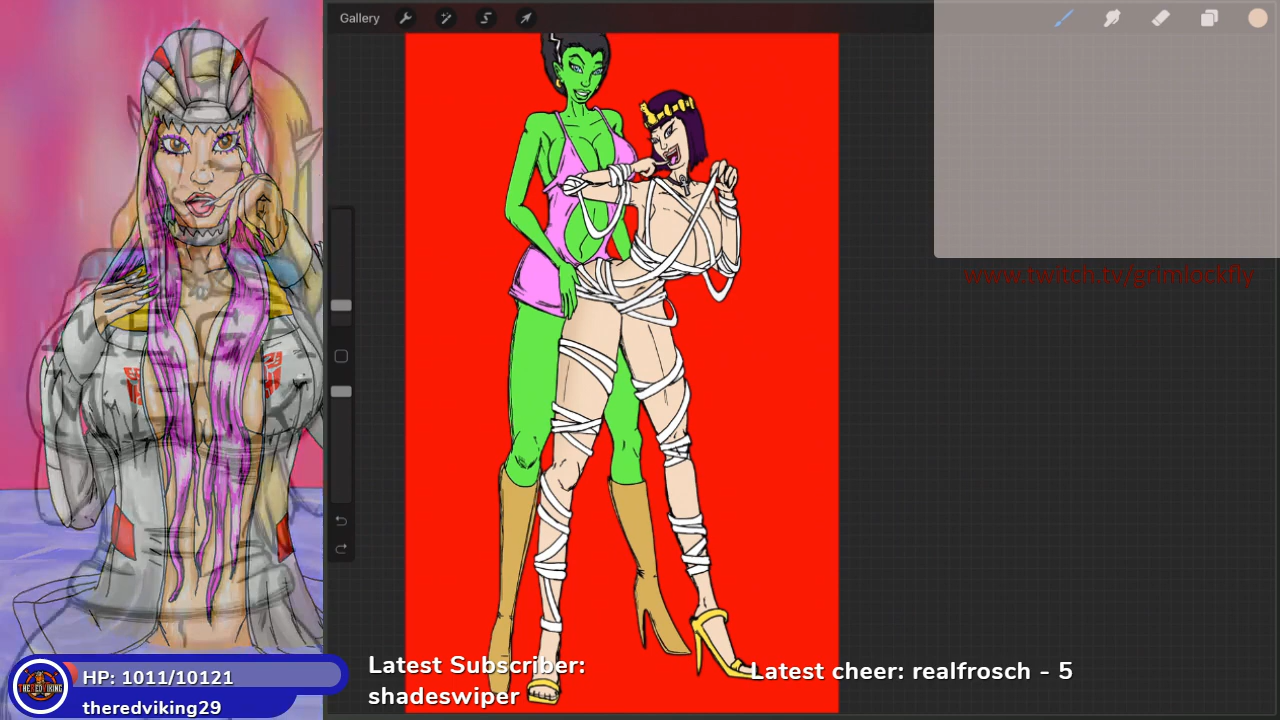 Gallery
www.twitch.tv/grimlockfly
HP: 1011/10121
theredviking29
Latest Subscriber:
shadeswiper
Latest cheer: realfrosch - 5